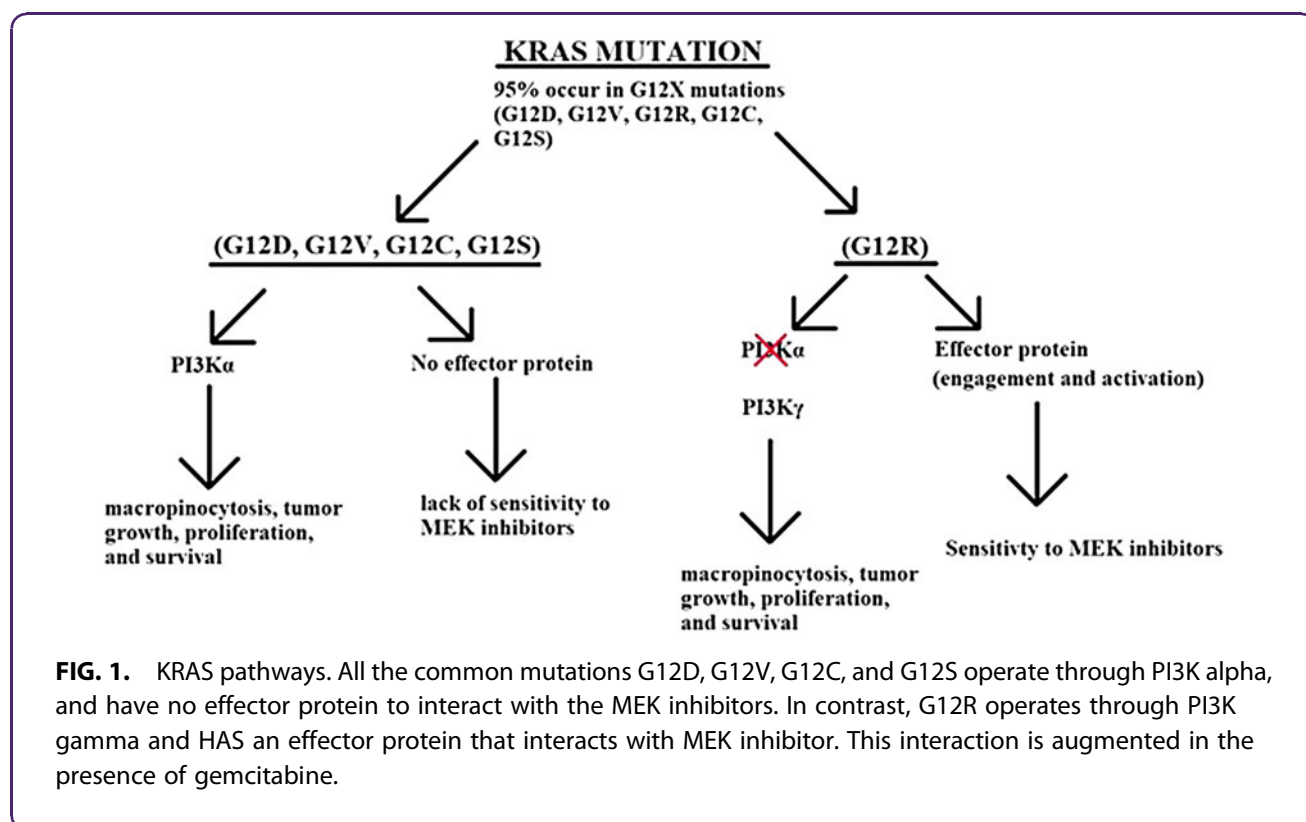 KRAS MUTATION
95% occur in G12X mutations
(G12D, G12V, G12R, G12C,
G12S)
(G12D, G12V, G12C, G12S)
(G12R)
PI3Kα
No effector protein
PI3Kα
PI3Kγ
Effector protein
(engagement and activation)
macropinocytosis, tumor
growth, proliferation,
and survival
lack of sensitivity to
MEK inhibitors
macropinocytosis, tumor
growth, proliferation,
and survival
Sensitivty to MEK inhibitors
FIG. 1. KRAS pathways. All the common mutations G12D, G12V, G12C, and G12S operate through PI3K alpha,
and have no effector protein to interact with the MEK inhibitors. In contrast, G12R operates through PI3K
gamma and HAS an effector protein that interacts with MEK inhibitor. This interaction is augmented in the
presence of gemcitabine.